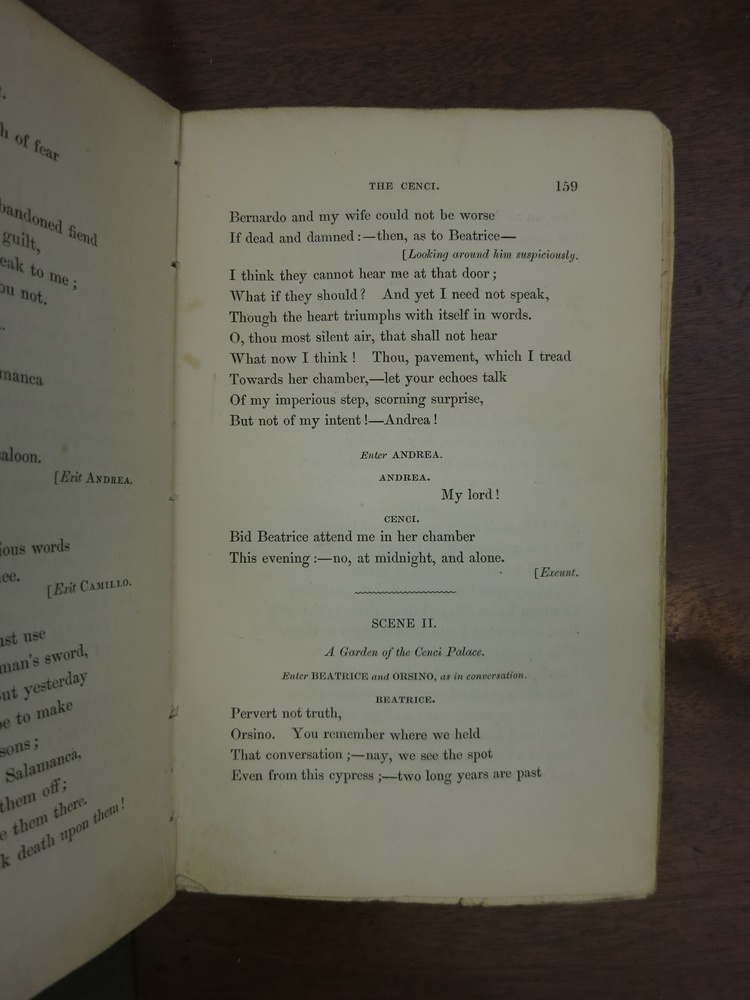 h of fear
bandoned fiend
guilt,
eak to me;
ou not.
manca
aloon.
[Exit ANDREA.
ious words
ee.
[Exit CAMILLO.
ust use
man's sword,
ut yesterday
e to make
sons;
Salamanca,
them off;
e them there.
k death upon them!
THE CENCI. 159
Bernardo and my wife could not be worse
If dead and damned:—then, as to Beatrice—
[Looking around him suspiciously.
I think they cannot hear me at that door;
What if they should? And yet I need not speak,
Though the heart triumphs with itself in words.
O, thou most silent air, that shall not hear
What now I think! Thou, pavement, which I tread
Towards her chamber,—let your echoes talk
Of my imperious step, scorning surprise,
But not of my intent!—Andrea!
Enter ANDREA.
ANDREA.
My lord!
CENCI.
Bid Beatrice attend me in her chamber
This evening:—no, at midnight, and alone.
[Exeunt.
SCENE II.
A Garden of the Cenci Palace.
Enter BEATRICE and ORSINO, as in conversation.
BEATRICE.
Pervert not truth,
Orsino. You remember where we held
That conversation;—nay, we see the spot
Even from this cypress;—two long years are past